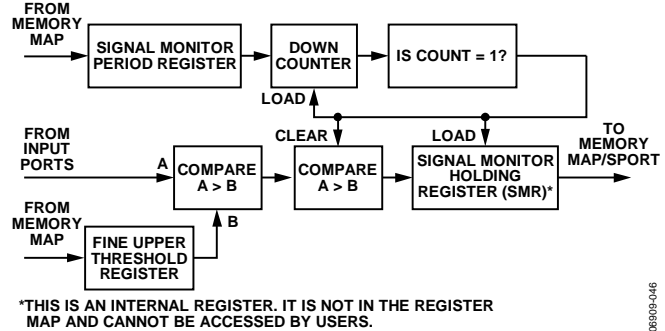 FROM
MEMORY
MAP
SIGNAL MONITOR
PERIOD REGISTER
DOWN
COUNTER
IS COUNT = 1?
LOAD
FROM
INPUT
PORTS
A
COMPARE
A > B
CLEAR
COMPARE
A > B
LOAD
SIGNAL MONITOR
HOLDING
REGISTER (SMR)*
TO
MEMORY
MAP/SPORT
FROM
MEMORY
MAP
B
FINE UPPER
THRESHOLD
REGISTER
*THIS IS AN INTERNAL REGISTER. IT IS NOT IN THE REGISTER
MAP AND CANNOT BE ACCESSED BY USERS.
06909-046